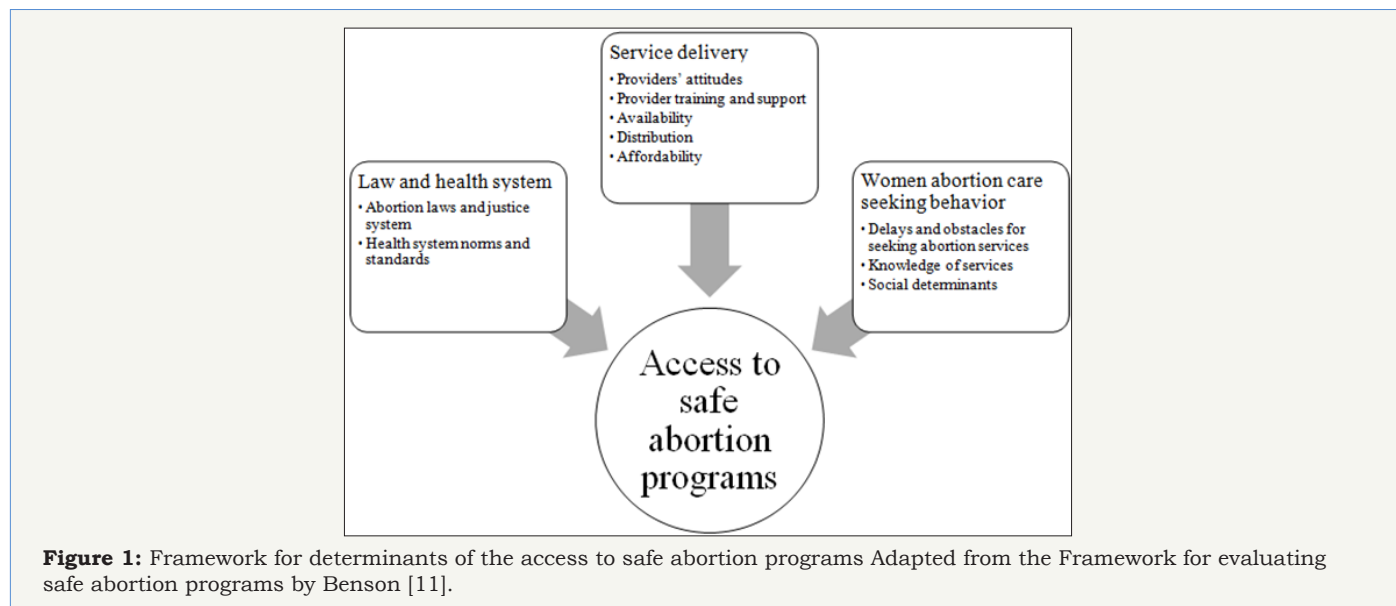 Service delivery
• Providers' attitudes
• Provider training and support
• Availability
• Distribution
• Affordability
Law and health system
• Abortion laws and justice
system
• Health system norms and
standards
Women abortion care
seeking behavior
• Delays and obstacles for
seeking abortion services
• Knowledge of services
• Social determinants
Access to
safe
abortion
programs
Figure 1: Framework for determinants of the access to safe abortion programs Adapted from the Framework for evaluating
safe abortion programs by Benson [11].